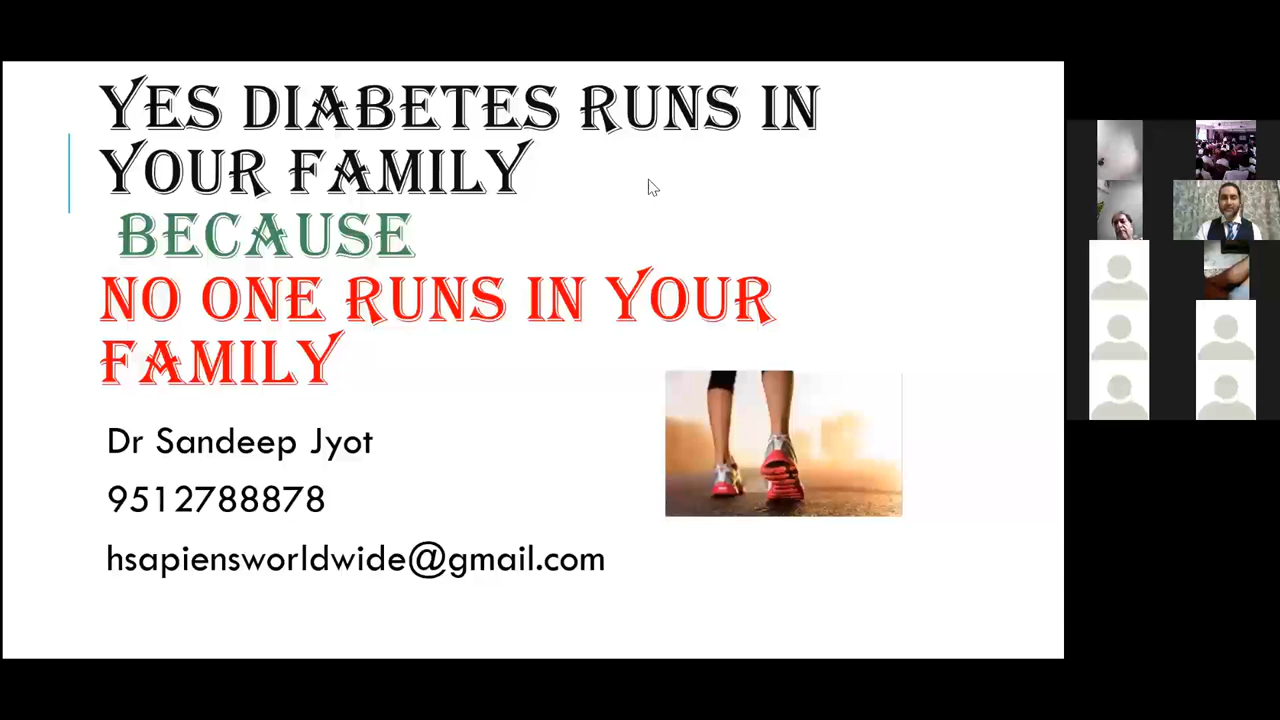 YES DIABETES RUNS IN
YOUR FAMILY
BECAUSE
NO ONE RUNS IN YOUR
FAMILY
Dr Sandeep Jyot
9512788878
hsapiensworldwide@gmail.com